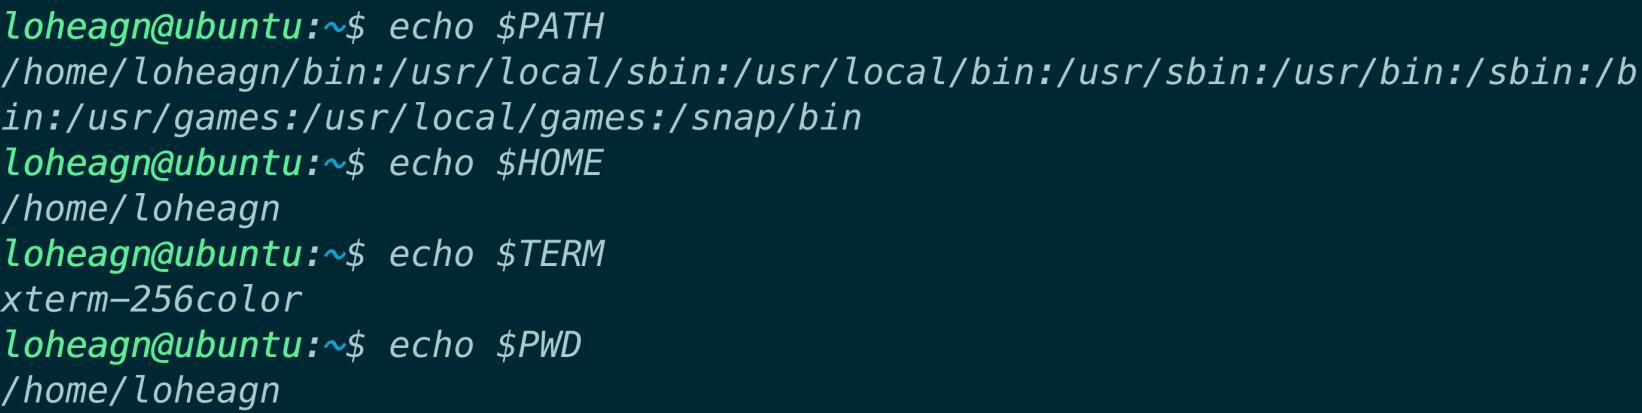 loheagn@ubuntu:~$ echo $PATH
/home/loheagn/bin:/usr/local/sbin:/usr/local/bin:/usr/sbin:/usr/bin:/sbin:/b
in:/usr/games:/usr/local/games:/snap/bin
loheagn@ubuntu:~$ echo $HOME
/home/loheagn
loheagn@ubuntu:~$ echo $TERM
xterm-256color
loheagn@ubuntu:~$ echo $PWD
/home/loheagn